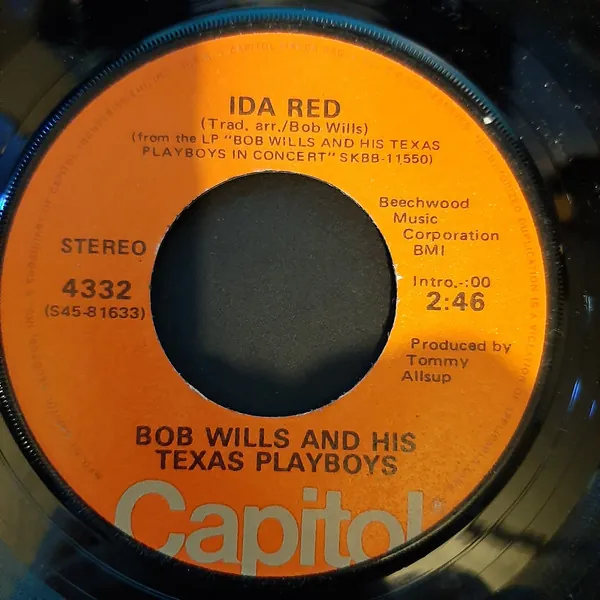 IDA RED
(Trad. arr./Bob Wills)
(from the LP "BOB WILLS AND HIS TEXAS
PLAYBOYS IN CONCERT" SKBB-11550)
Beechwood
Music
Corporation
BMI
STEREO
4332
(S45-81633)
Intro.-:00
2:46
Produced by
Tommy
Allsup
BOB WILLS AND HIS
TEXAS PLAYBOYS
Capitol®